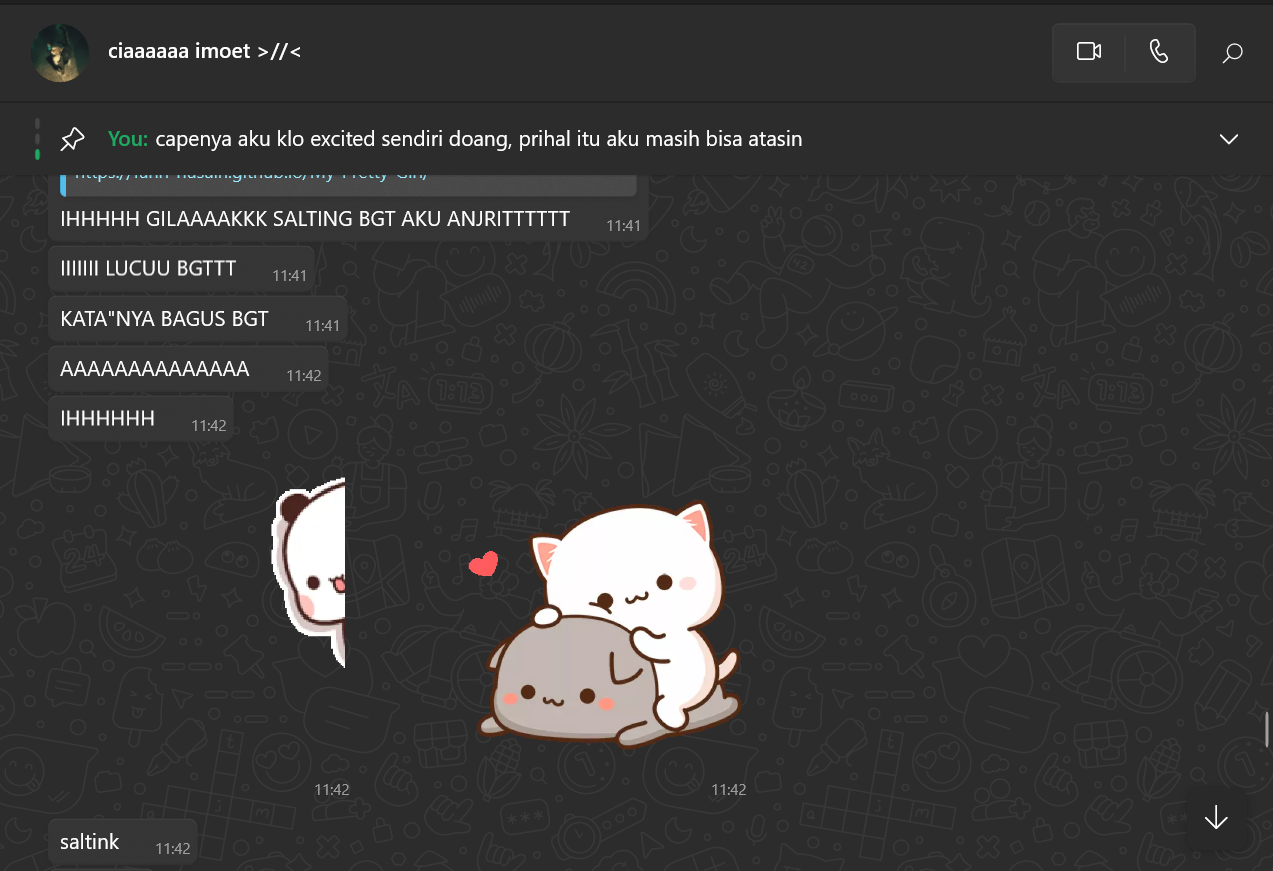 ciaaaaaa imoet >//<
You: capenya aku klo excited sendiri doang, prihal itu aku masih bisa atasin
IHHHHH GILAAAAKKK SALTING BGT AKU ANJRITTTTTT 11:41
IIIIIII LUCUU BGTTT 11:41
KATA"NYA BAGUS BGT 11:41
AAAAAAAAAAAAAA 11:42
IHHHHHH 11:42
11:42
11:42
saltink 11:42